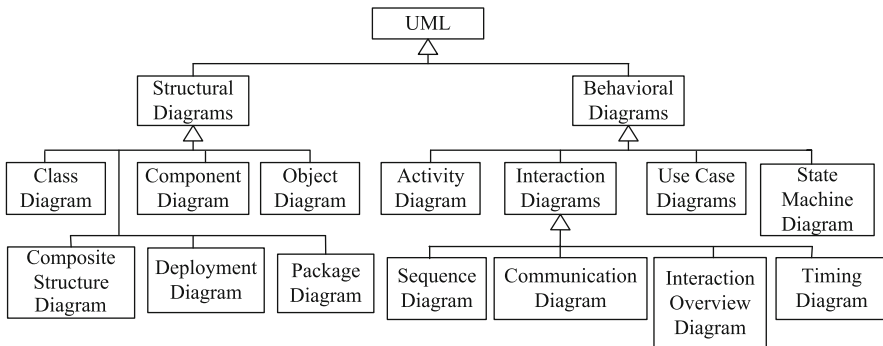 UML
Structural
Diagrams
Behavioral
Diagrams
Class
Diagram
Component
Diagram
Object
Diagram
Activity
Diagram
Interaction
Diagrams
Use Case
Diagrams
State
Machine
Diagram
Composite
Structure
Diagram
Deployment
Diagram
Package
Diagram
Sequence
Diagram
Communication
Diagram
Interaction
Overview
Diagram
Timing
Diagram